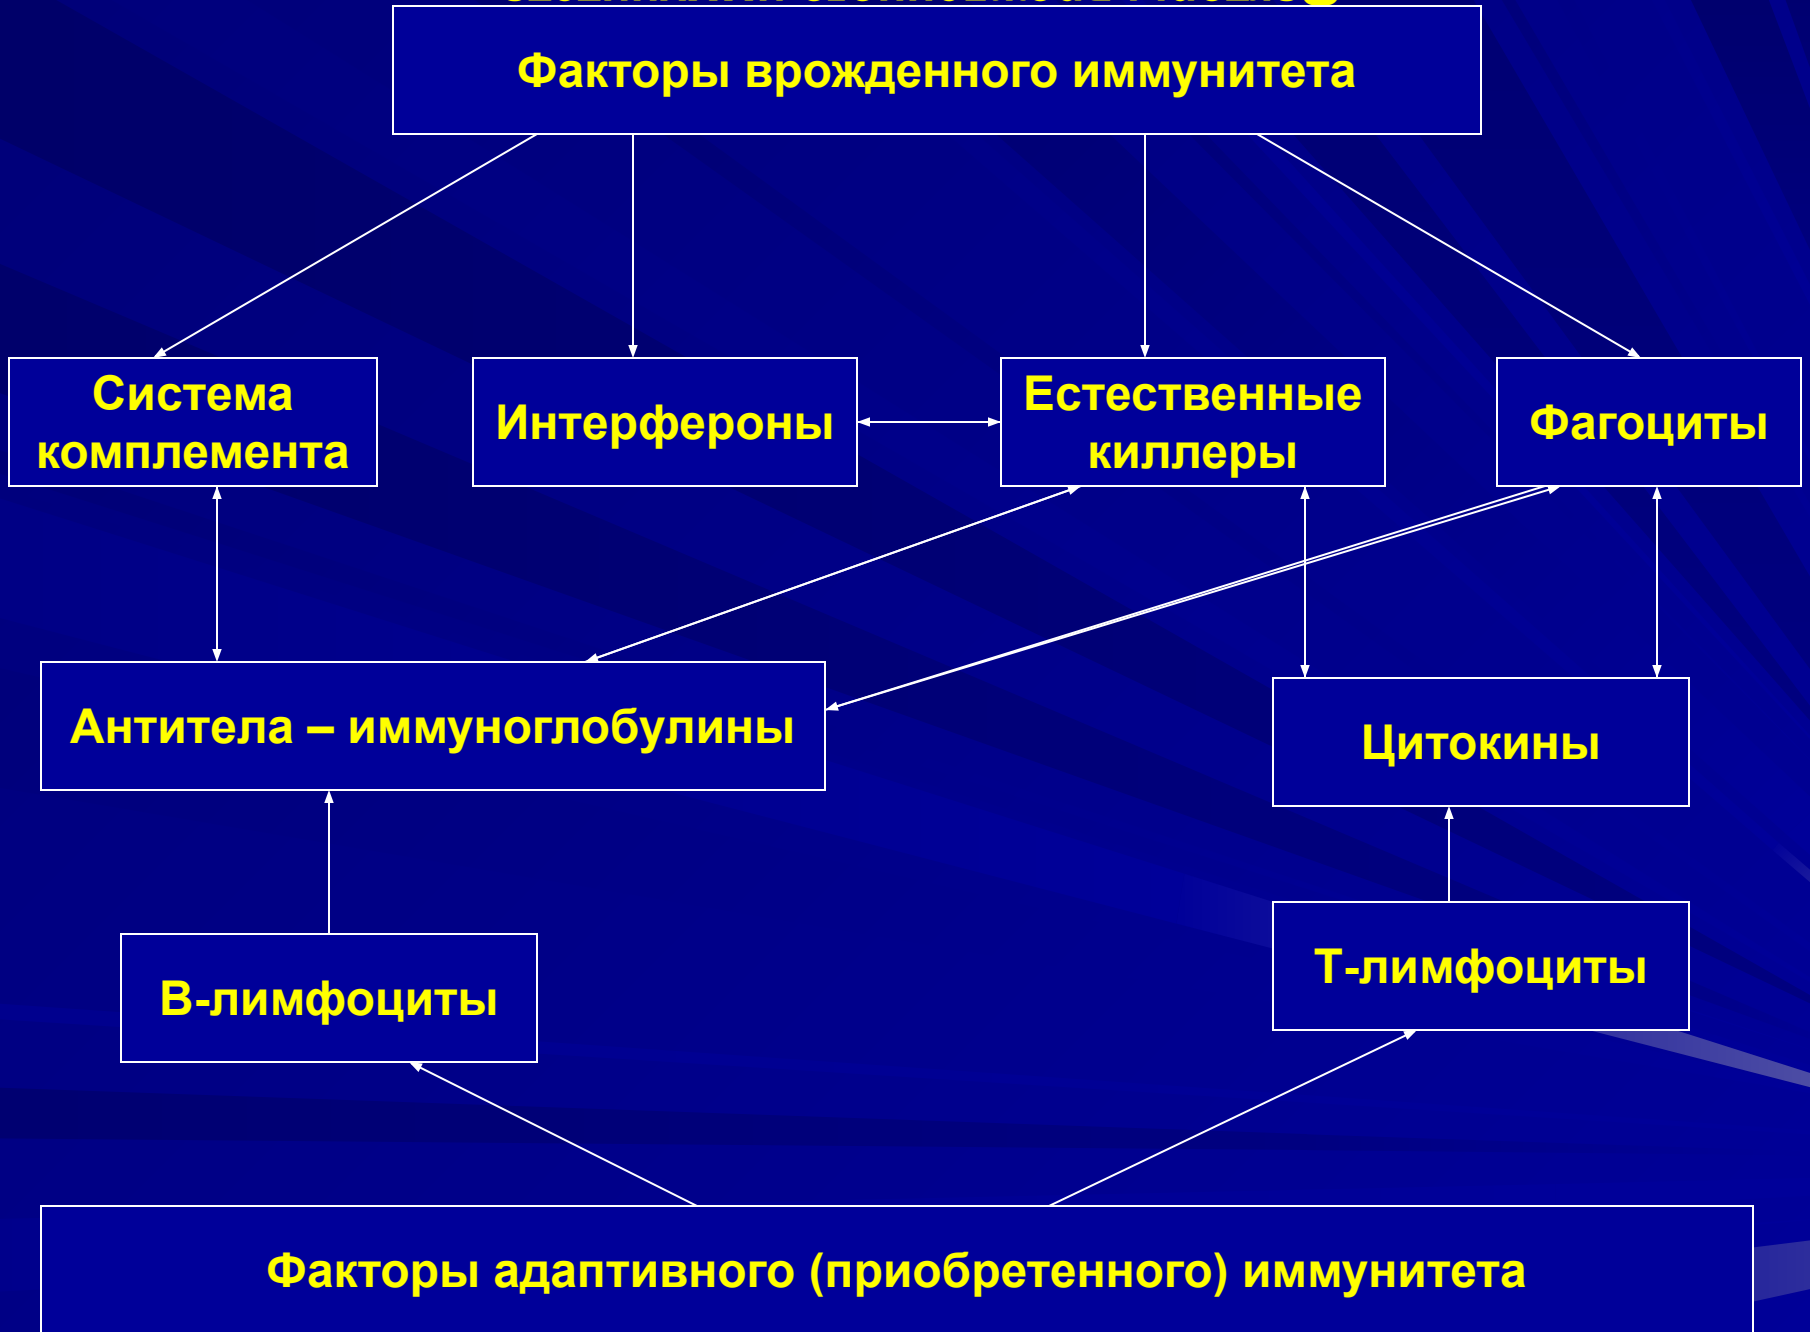 Факторы врожденного иммунитета
Система
комплемента
Интерфероны
Естественные
киллеры
Фагоциты
Антитела – иммуноглобулины
Цитокины
В-лимфоциты
Т-лимфоциты
Факторы адаптивного (приобретенного) иммунитета